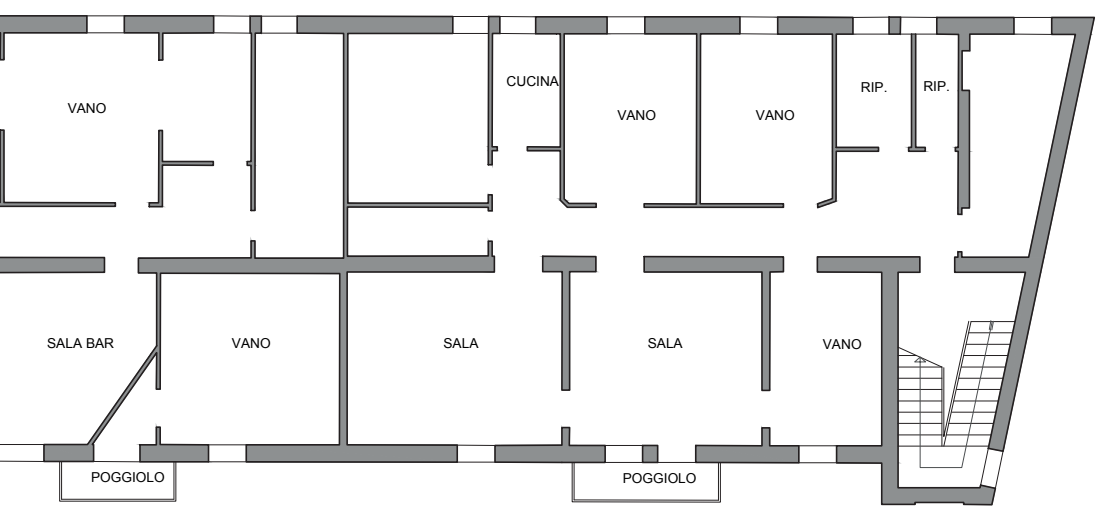 VANO
CUCINA
VANO
VANO
RIP.
RIP.
SALA BAR
VANO
SALA
SALA
VANO
POGGIOLO
POGGIOLO